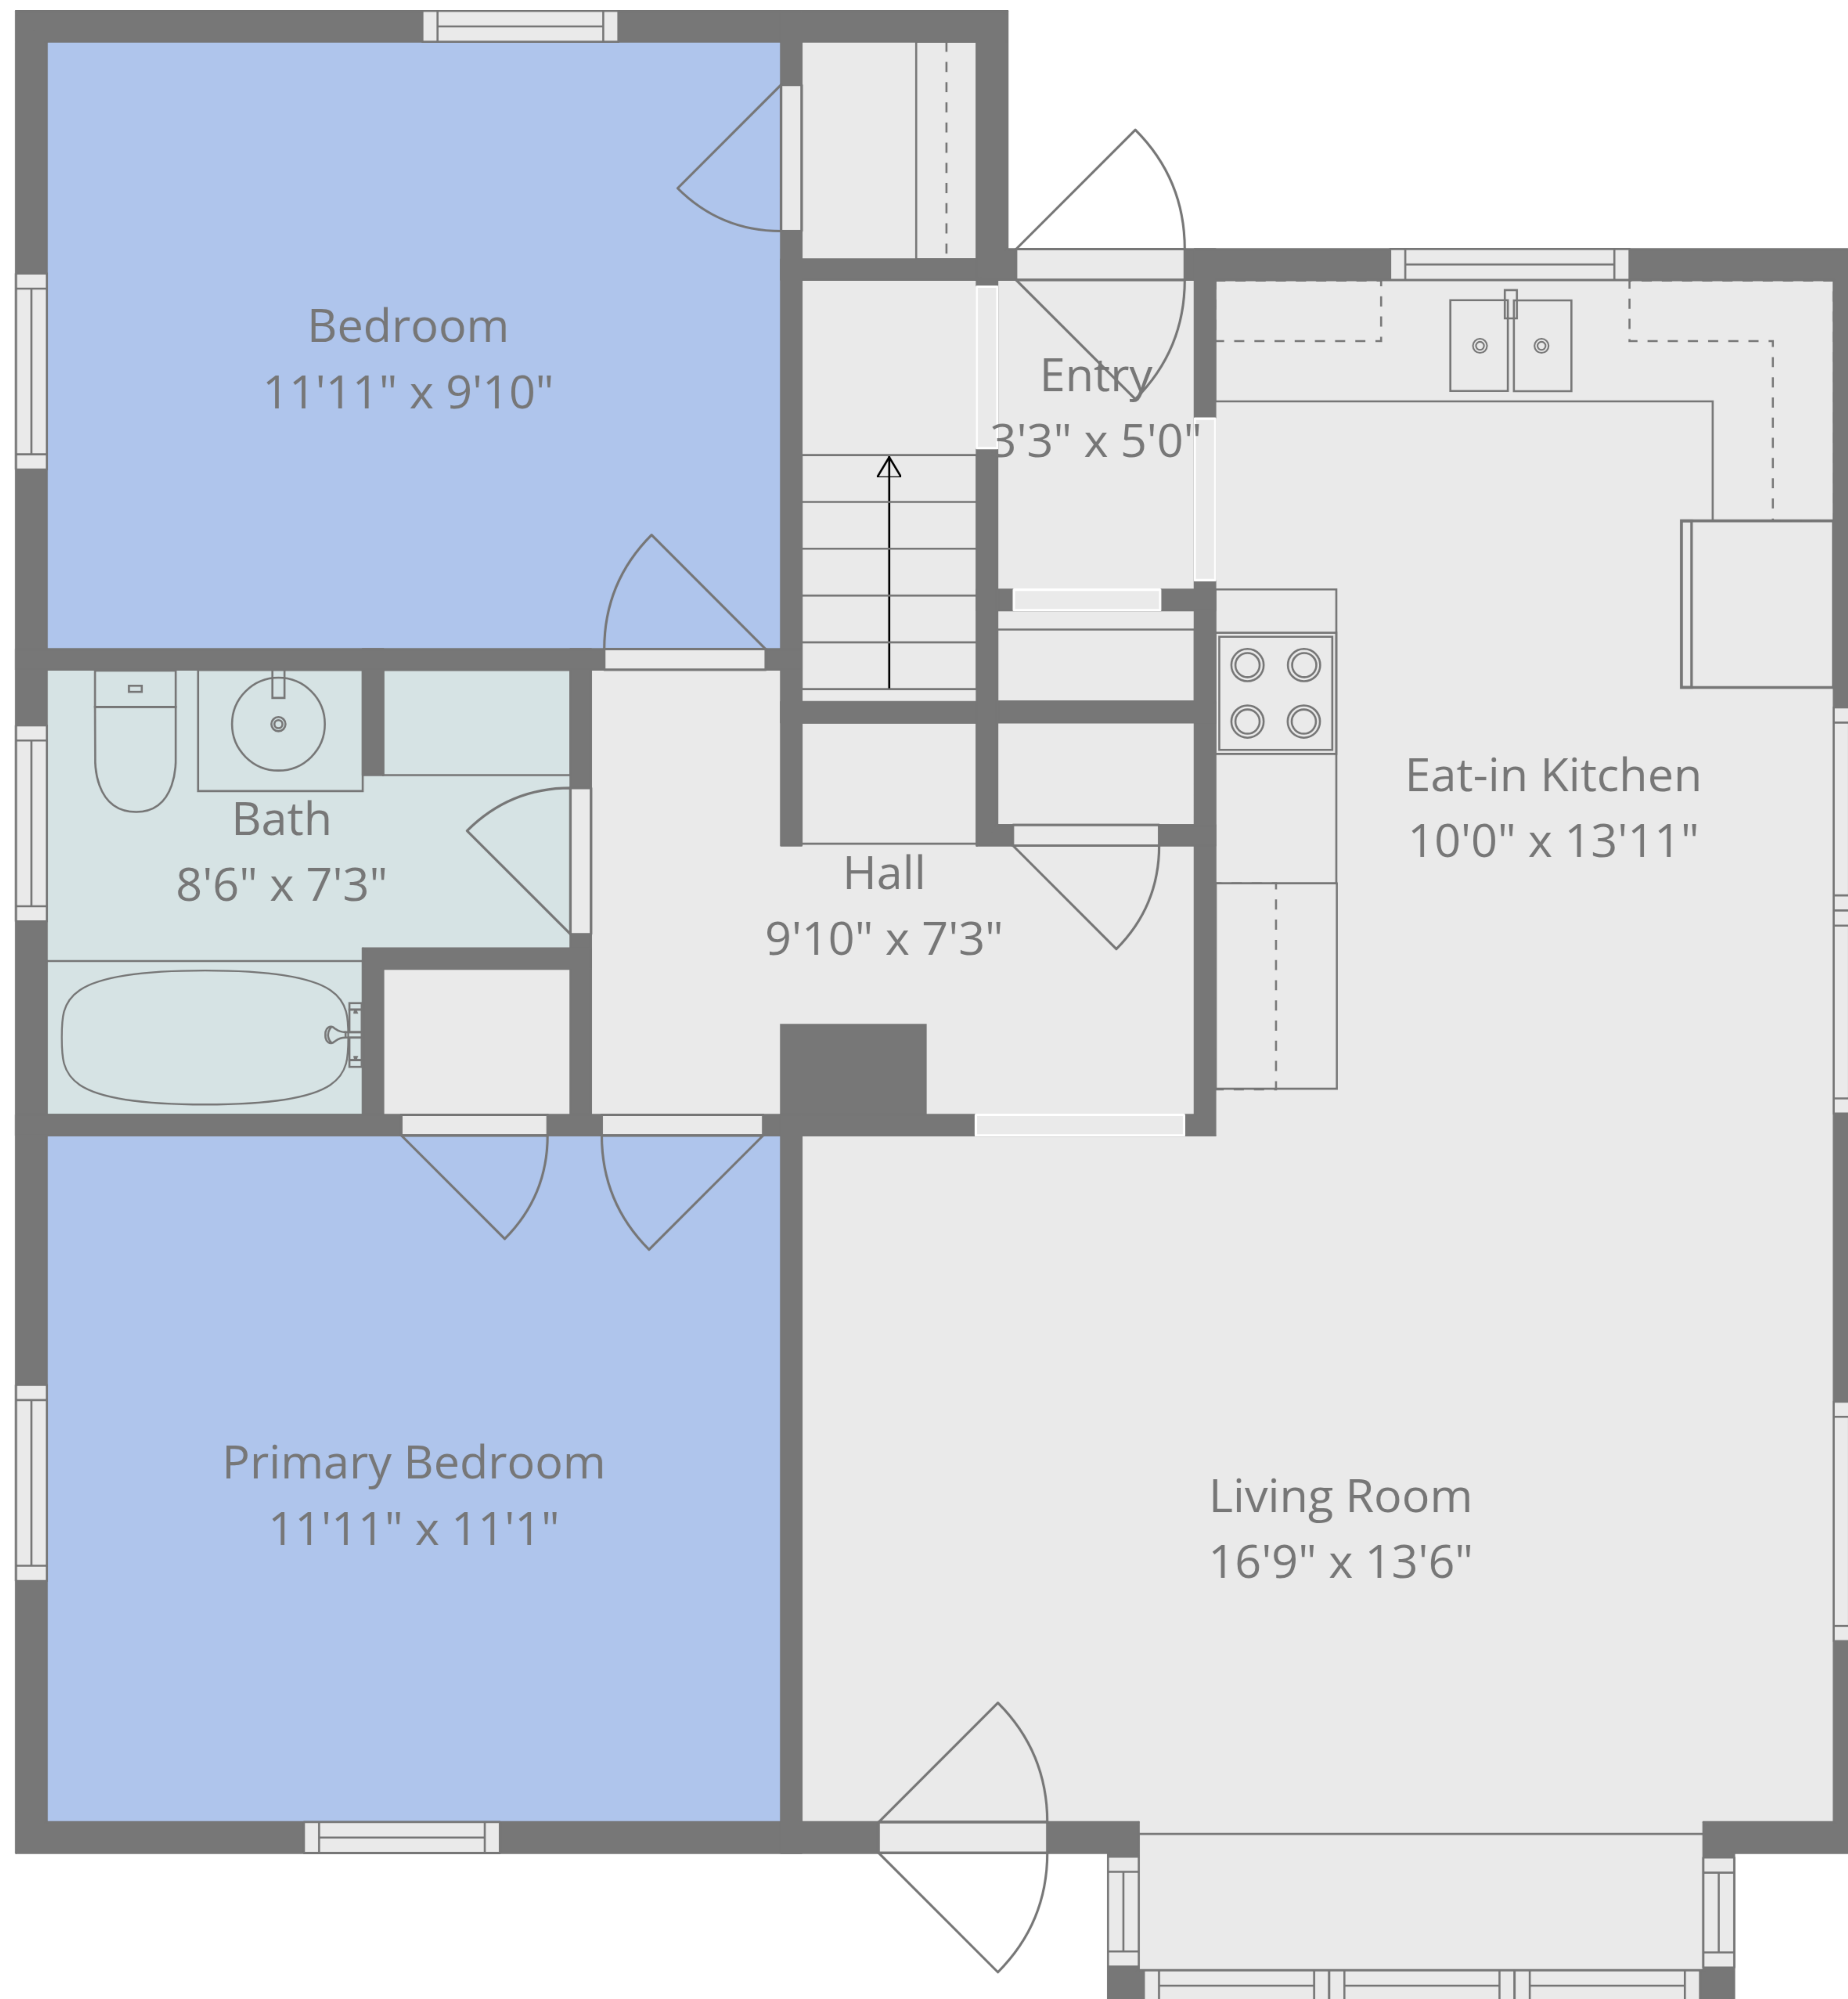 Bedroom
11'11" x 9'10"
Entry
3'3" x 5'0"
Eat-in Kitchen
10'0" x 13'11"
Bath
8'6" x 7'3"
Hall
9'10" x 7'3"
Primary Bedroom
11'11" x 11'1"
Living Room
16'9" x 13'6"